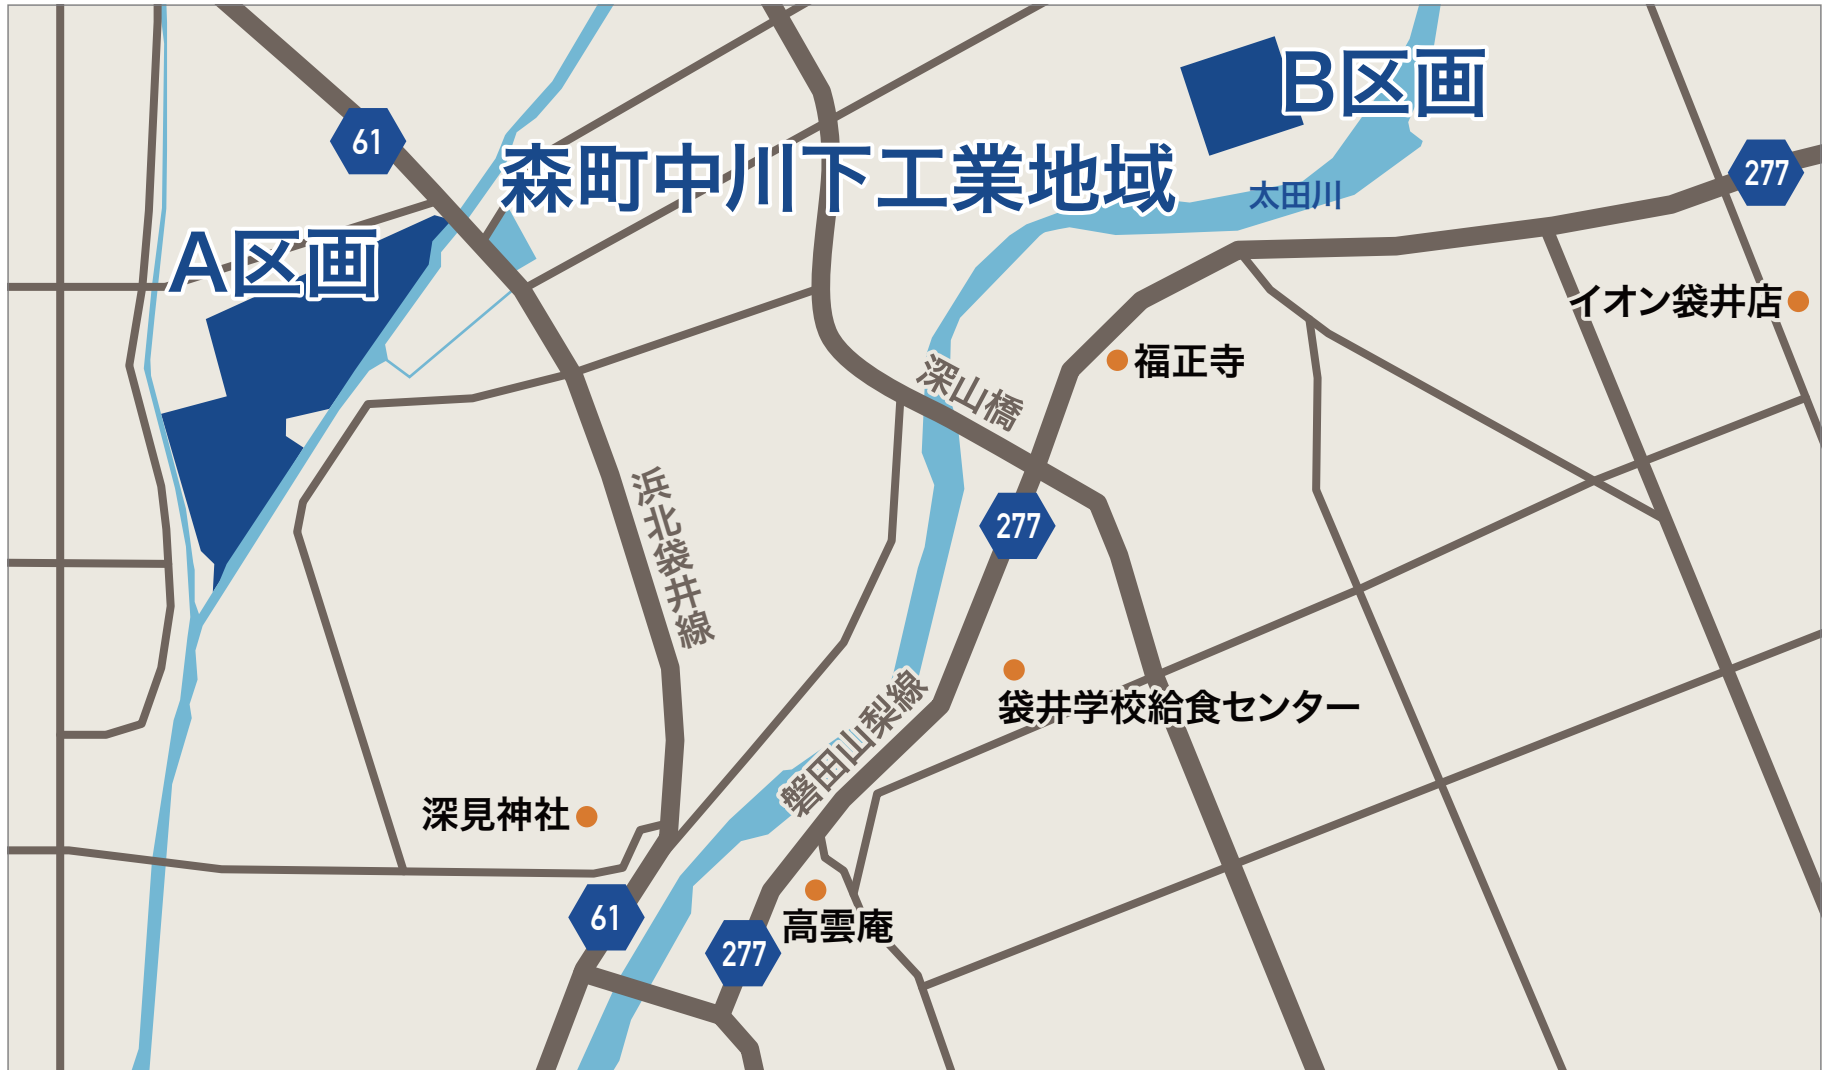 B区画
61
森町中川下工業地域
277
太田川
A区画
イオン袋井店
福正寺
深山橋
浜北袋井線
277
袋井学校給食センター
磐田山梨線
深見神社
61
高雲庵
277